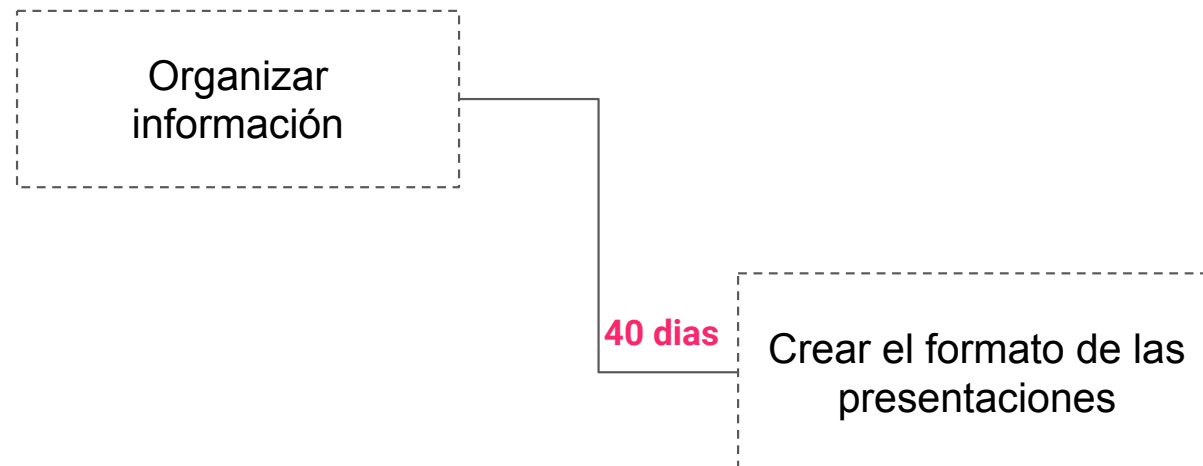 Organizar
información
40 dias
Crear el formato de las
presentaciones